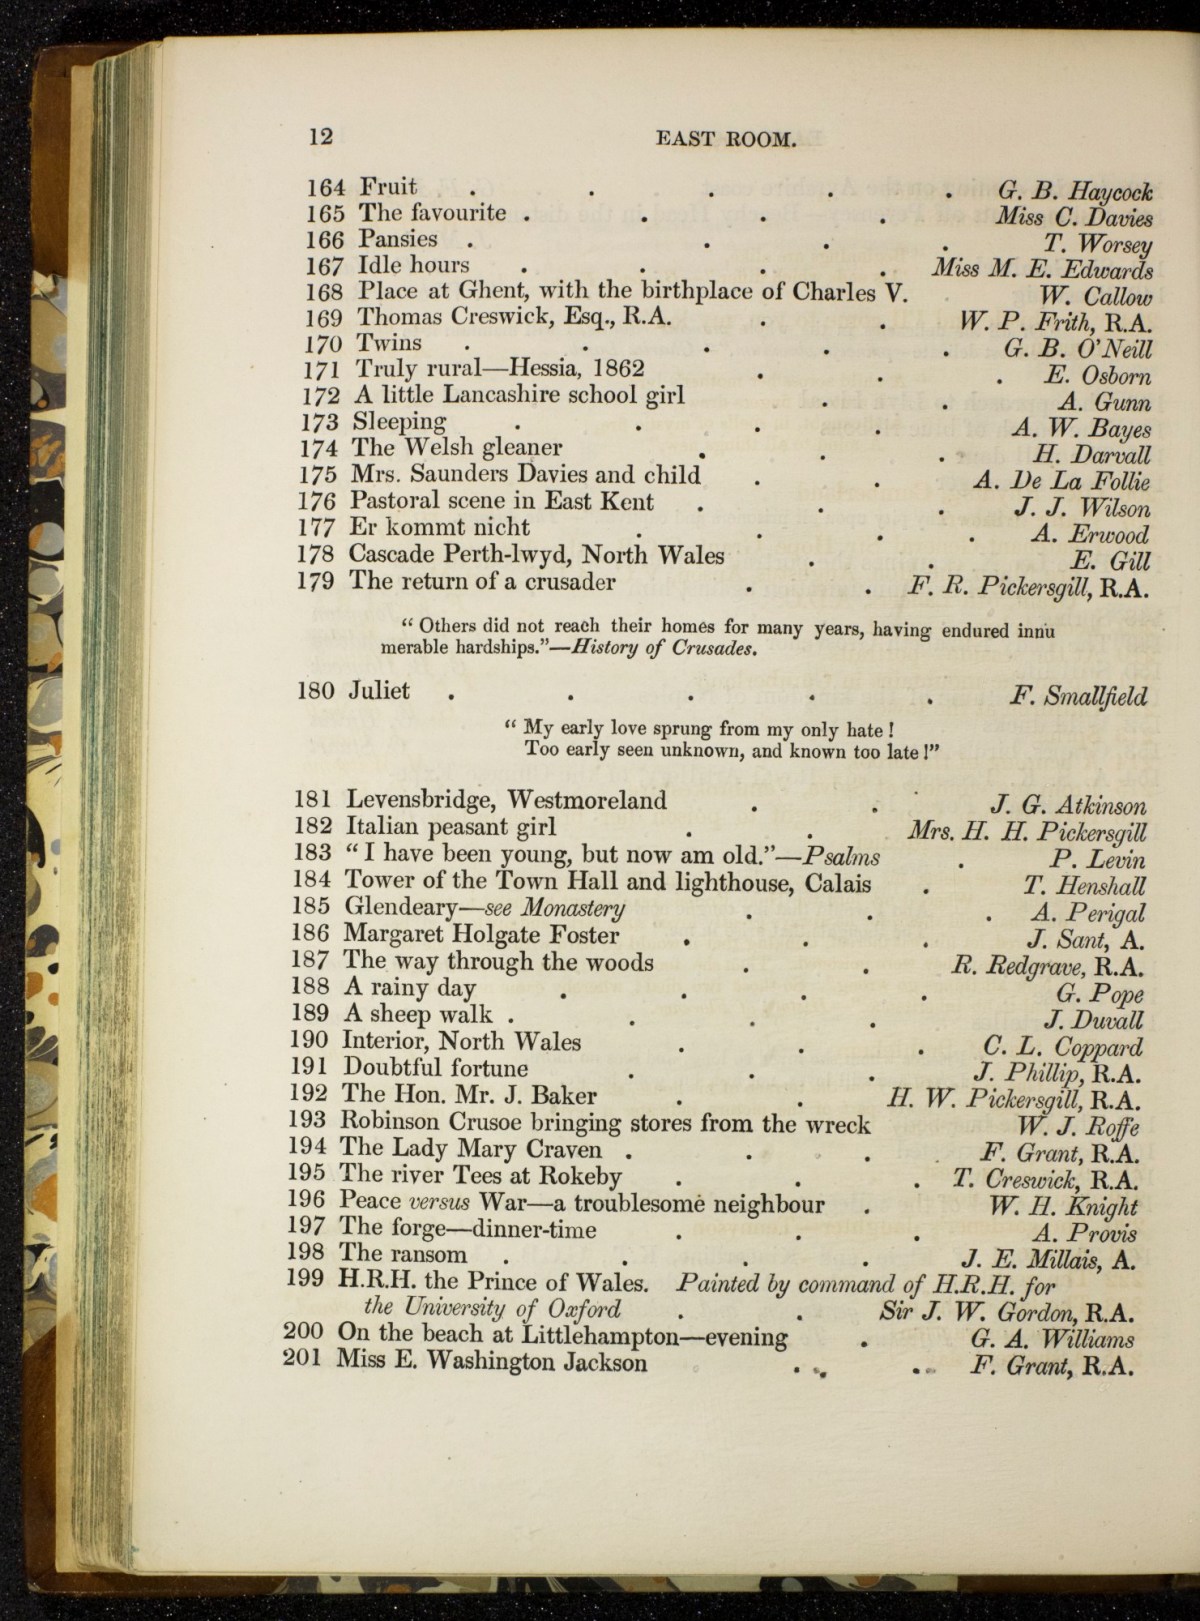 12 EAST ROOM.
164 Fruit . . . . . G. B. Haycock
165 The favourite . . . . Miss C. Davies
166 Pansies . . . . T. Worsey
167 Idle hours . . . . Miss M. E. Edwards
168 Place at Ghent, with the birthplace of Charles V. W. Callow
169 Thomas Creswick, Esq., R.A. . . W. P. Frith, R.A.
170 Twins . . . . . G. B. O'Neill
171 Truly rural—Hessia, 1862 . . . E. Osborn
172 A little Lancashire school girl . . A. Gunn
173 Sleeping . . . . A. W. Bayes
174 The Welsh gleaner . . . H. Darvall
175 Mrs. Saunders Davies and child . . A. De La Follie
176 Pastoral scene in East Kent . . . J. J. Wilson
177 Er kommt nicht . . . . A. Erwood
178 Cascade Perth-lwyd, North Wales . . E. Gill
179 The return of a crusader . . F. R. Pickersgill, R.A.
“ Others did not reach their homes for many years, having endured innu
merable hardships.”—History of Crusades.
180 Juliet . . . . . F. Smallfield
“ My early love sprung from my only hate !
Too early seen unknown, and known too late !”
181 Levensbridge, Westmoreland . . J. G. Atkinson
182 Italian peasant girl . . Mrs. H. H. Pickersgill
183 “ I have been young, but now am old.”—Psalms . P. Levin
184 Tower of the Town Hall and lighthouse, Calais . T. Henshall
185 Glendeary—see Monastery . . . A. Perigal
186 Margaret Holgate Foster . . . J. Sant, A.
187 The way through the woods . . R. Redgrave, R.A.
188 A rainy day . . . . G. Pope
189 A sheep walk . . . . J. Duvall
190 Interior, North Wales . . . C. L. Coppard
191 Doubtful fortune . . . J. Phillip, R.A.
192 The Hon. Mr. J. Baker . . H. W. Pickersgill, R.A.
193 Robinson Crusoe bringing stores from the wreck W. J. Roffe
194 The Lady Mary Craven . . . F. Grant, R.A.
195 The river Tees at Rokeby . . . T. Creswick, R.A.
196 Peace versus War—a troublesome neighbour . W. H. Knight
197 The forge—dinner-time . . . A. Provis
198 The ransom . . . . J. E. Millais, A.
199 H.R.H. the Prince of Wales. Painted by command of H.R.H. for
the University of Oxford . . Sir J. W. Gordon, R.A.
200 On the beach at Littlehampton—evening . G. A. Williams
201 Miss E. Washington Jackson . . F. Grant, R.A.